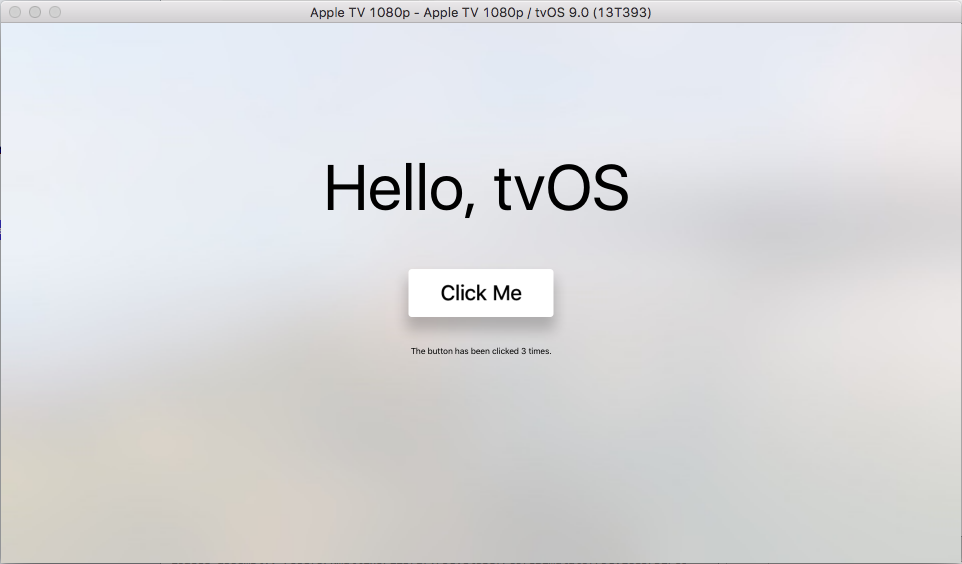 Apple TV 1080p - Apple TV 1080p / tvOS 9.0 (13T393)
Hello, tvOS
Click Me
The button has been clicked 3 times.